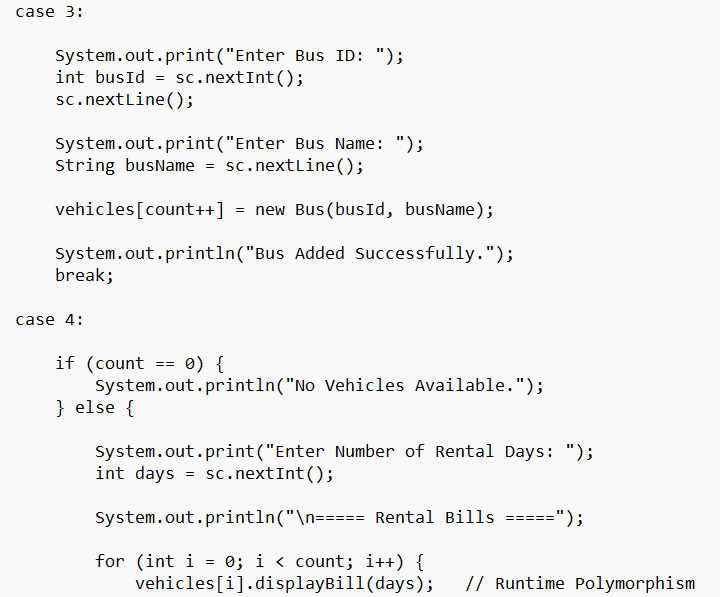 case 3:

    System.out.print("Enter Bus ID: ");
    int busId = sc.nextInt();
    sc.nextLine();

    System.out.print("Enter Bus Name: ");
    String busName = sc.nextLine();

    vehicles[count++] = new Bus(busId, busName);

    System.out.println("Bus Added Successfully.");
    break;

case 4:

    if (count == 0) {
        System.out.println("No Vehicles Available.");
    } else {

        System.out.print("Enter Number of Rental Days: ");
        int days = sc.nextInt();

        System.out.println("\n===== Rental Bills =====");

        for (int i = 0; i < count; i++) {
            vehicles[i].displayBill(days);   // Runtime Polymorphism